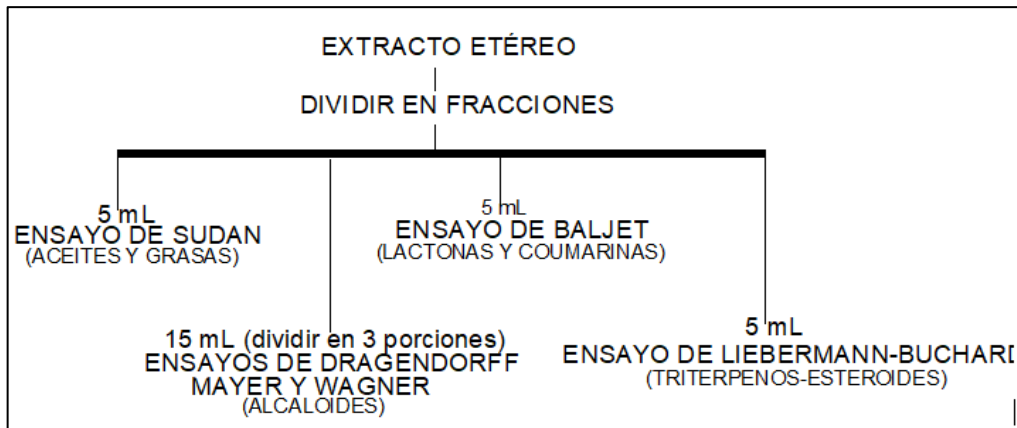 EXTRACTO ETÉREO
DIVIDIR EN FRACCIONES
5 mL
ENSAYO DE SUDAN
(ACEITES Y GRASAS)
5 mL
ENSAYO DE BALJET
(LACTONAS Y COUMARINAS)
15 mL (dividir en 3 porciones)
ENSAYOS DE DRAGENDORFF
MAYER Y WAGNER
(ALCALOIDES)
5 mL
ENSAYO DE LIEBERMANN-BUCHARD
(TRITERPENOS-ESTEROIDES)